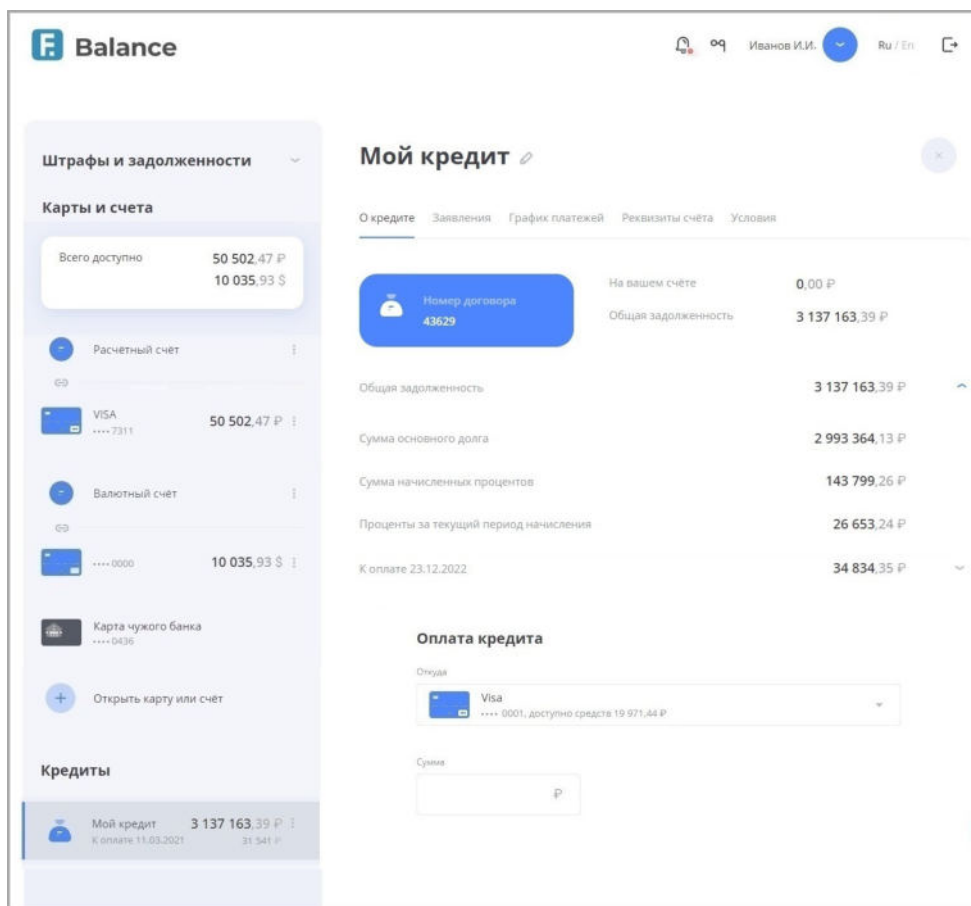 F. Balance
Иванов И.И.
Ru / En
Штрафы и задолженности
Карты и счета
Всего доступно 50 502,47 ₽
10 035,93 $
Расчётный счёт
VISA 50 502,47 ₽
•••• 7311
Валютный счёт
•••• 0000 10 035,93 $
Карта чужого банка
•••• 0436
Открыть карту или счёт
Кредиты
Мой кредит 3 137 163,39 ₽
К оплате 11.03.2021 31 541 ₽
Мой кредит
О кредите Заявления График платежей Реквизиты счёта Условия
Номер договора
43629
На вашем счёте 0,00 ₽
Общая задолженность 3 137 163,39 ₽
Общая задолженность 3 137 163,39 ₽
Сумма основного долга 2 993 364,13 ₽
Сумма начисленных процентов 143 799,26 ₽
Проценты за текущий период начисления 26 653,24 ₽
К оплате 23.12.2022 34 834,35 ₽
Оплата кредита
Откуда
Visa
•••• 0001, доступно средств 19 971,44 ₽
Сумма
₽